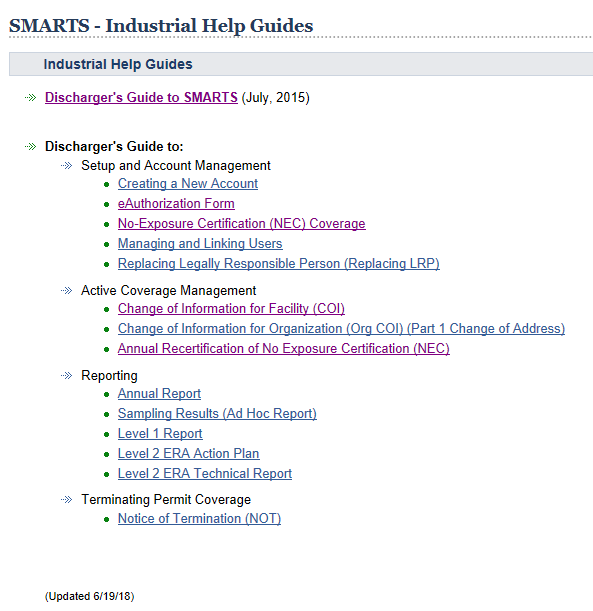 SMARTS - Industrial Help Guides
Industrial Help Guides
Discharger's Guide to SMARTS (July, 2015)
Discharger's Guide to:
Setup and Account Management
Creating a New Account
eAuthorization Form
No-Exposure Certification (NEC) Coverage
Managing and Linking Users
Replacing Legally Responsible Person (Replacing LRP)
Active Coverage Management
Change of Information for Facility (COI)
Change of Information for Organization (Org COI) (Part 1 Change of Address)
Annual Recertification of No Exposure Certification (NEC)
Reporting
Annual Report
Sampling Results (Ad Hoc Report)
Level 1 Report
Level 2 ERA Action Plan
Level 2 ERA Technical Report
Terminating Permit Coverage
Notice of Termination (NOT)
(Updated 6/19/18)